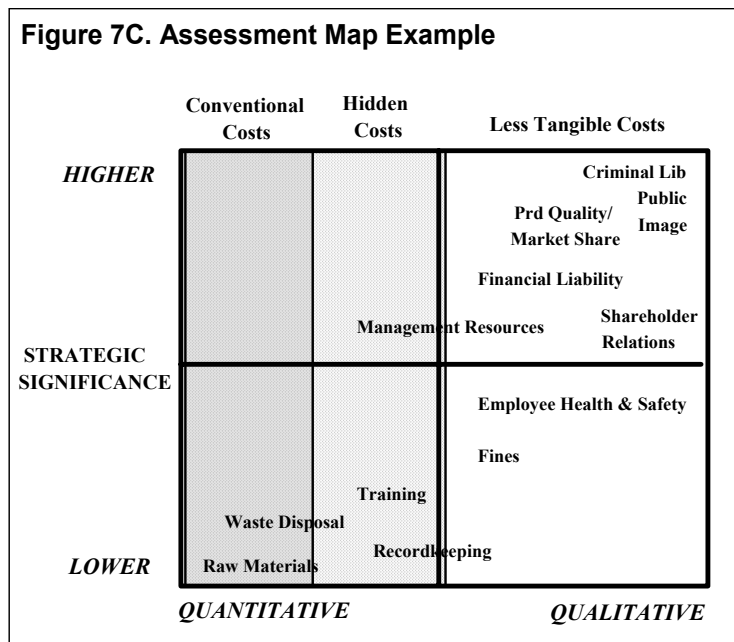 Figure 7C. Assessment Map Example
Conventional
Costs
Hidden
Costs
Less Tangible Costs
HIGHER
Criminal Lib
Public
Image
Prd Quality/
Market Share
Financial Liability
Management Resources
Shareholder
Relations
STRATEGIC
SIGNIFICANCE
Employee Health & Safety
Fines
Training
Waste Disposal
Recordkeeping
Raw Materials
LOWER
QUANTITATIVE
QUALITATIVE